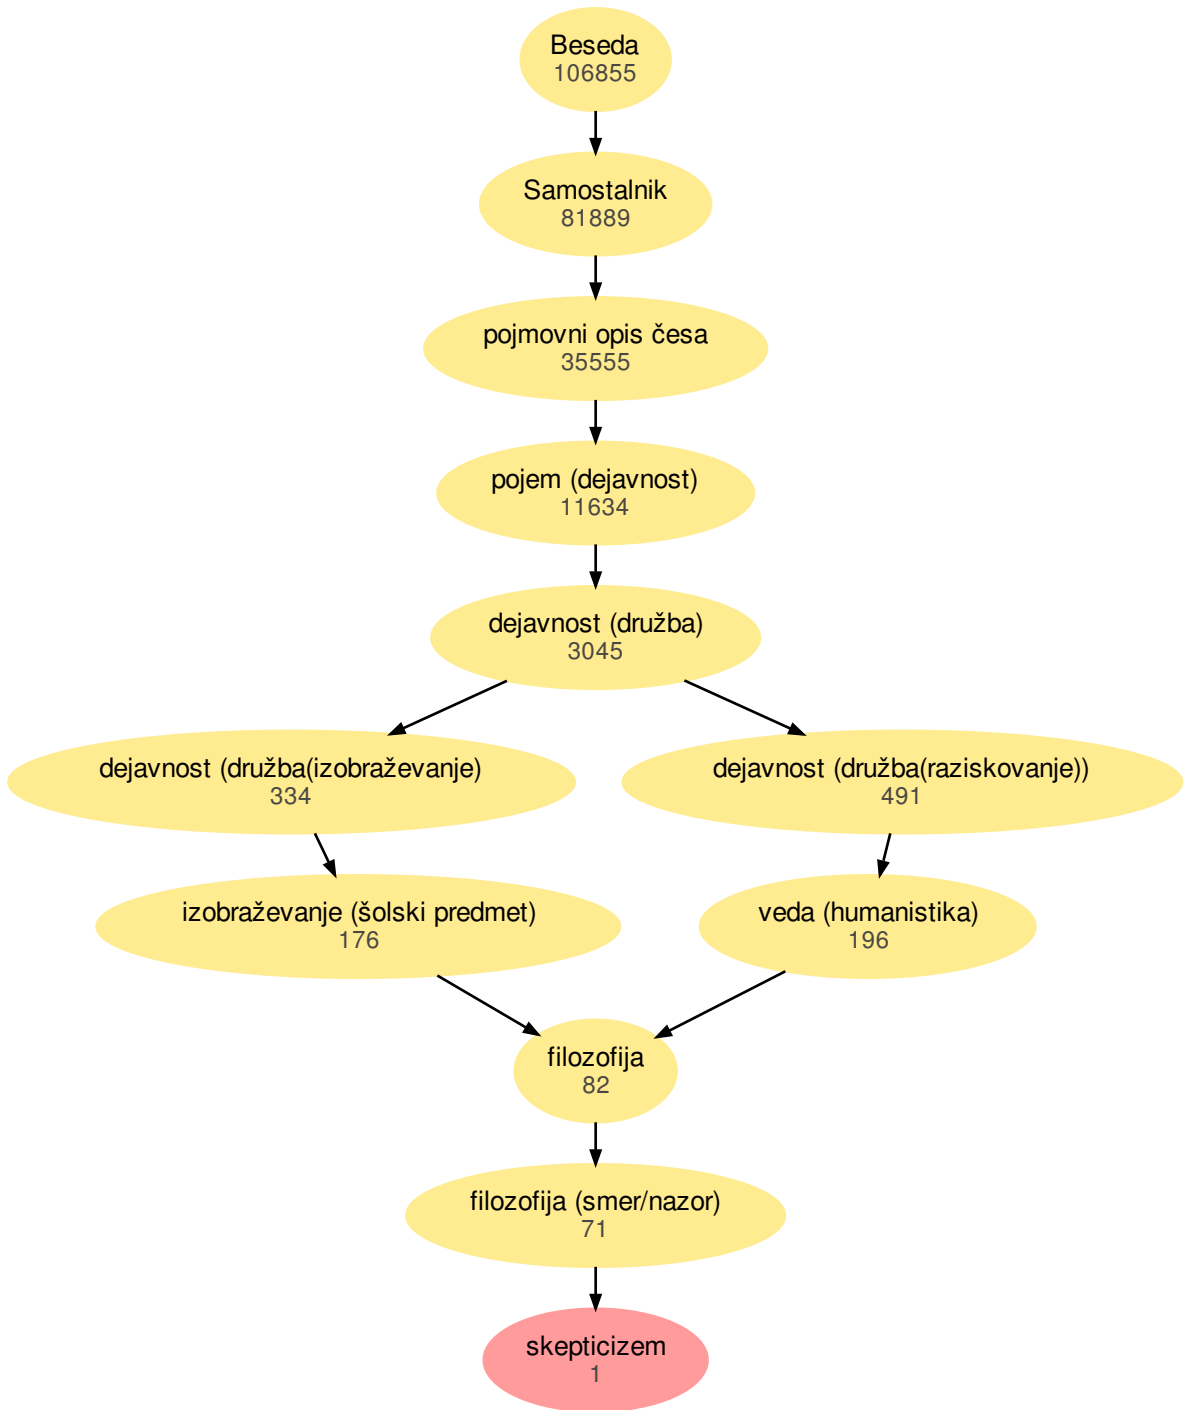 Beseda
106855
Samostalnik
81889
pojmovni opis česa
35555
pojem (dejavnost)
11634
dejavnost (družba)
3045
dejavnost (družba(izobraževanje)
334
dejavnost (družba(raziskovanje))
491
izobraževanje (šolski predmet)
176
veda (humanistika)
196
filozofija
82
filozofija (smer/nazor)
71
skepticizem
1